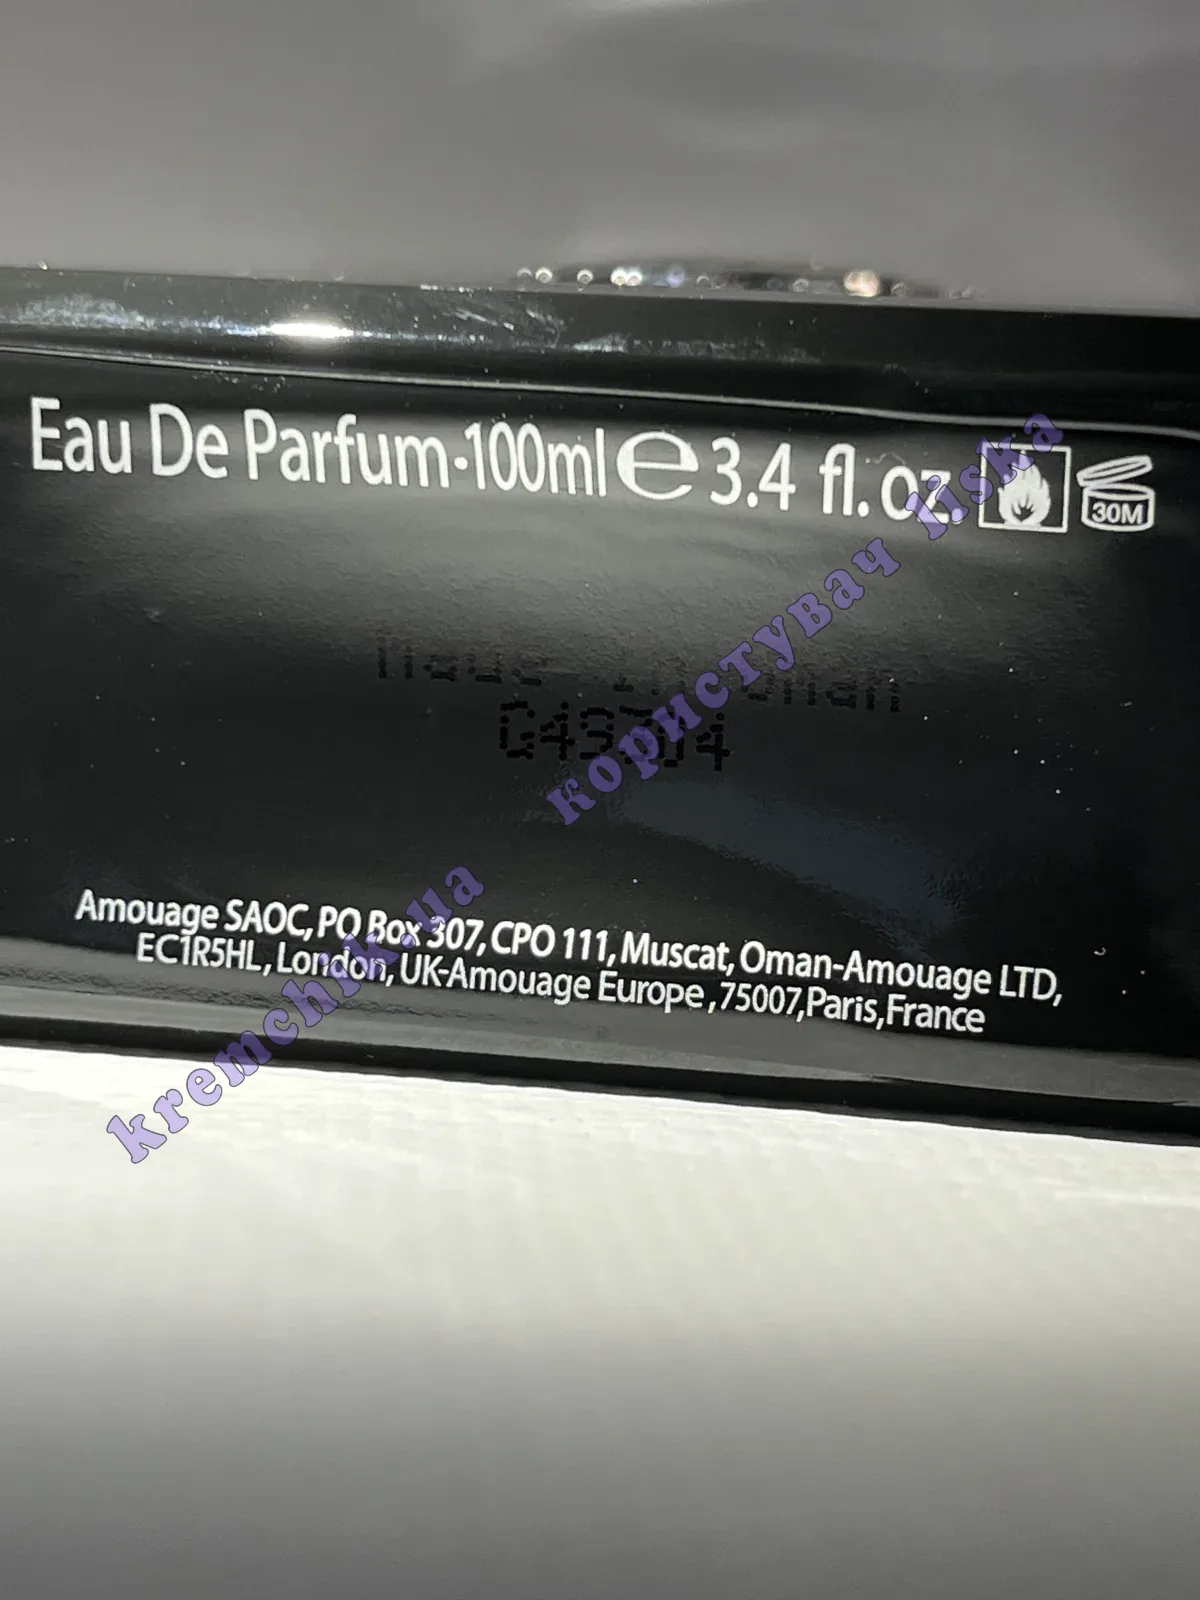 Eau De Parfum·100ml e 3.4 fl. oz.
30M
Amouage SAOC, PO Box 307, CPO 111, Muscat, Oman-Amouage LTD,
EC1R5HL, London, UK-Amouage Europe ,75007,Paris,France
kremchik.ua користувач liska